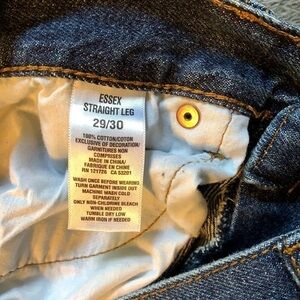 ESSEX
STRAIGHT LEG
29/30
100% COTTON/COTON
EXCLUSIVE OF DECORATION/
GARNITURES NON
COMPRISES
MADE IN CHINA/
FABRIQUE EN CHINE
RN 121726 CA 53201
WASH ONCE BEFORE WEARING
TURN GARMENT INSIDE OUT
MACHINE WASH COLD
SEPARATELY
ONLY NON-CHLORINE BLEACH
WHEN NEEDED
TUMBLE DRY LOW
WARM IRON IF NEEDED